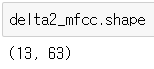 delta2_mfcc.shape
(13, 63)